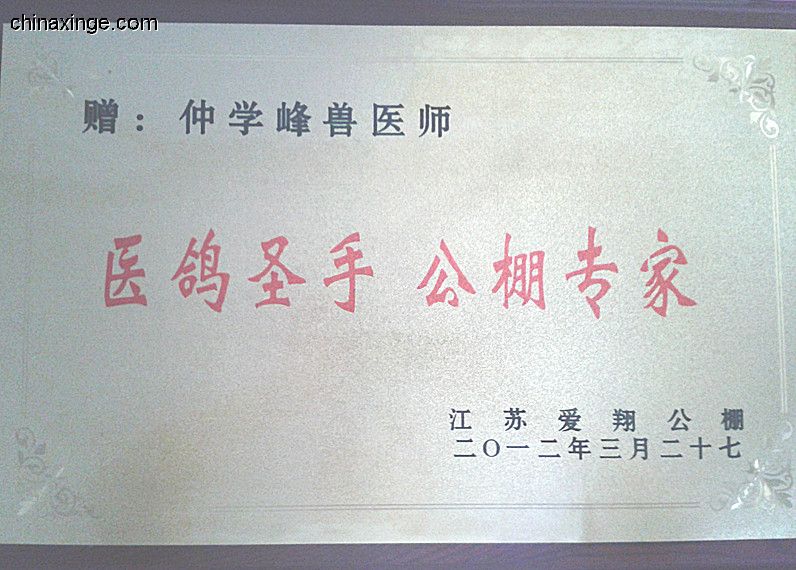 chinaxinge.com
赠：仲学峰兽医师
医鸽圣手 公棚专家
江苏爱翔公棚
二〇一二年三月二十七